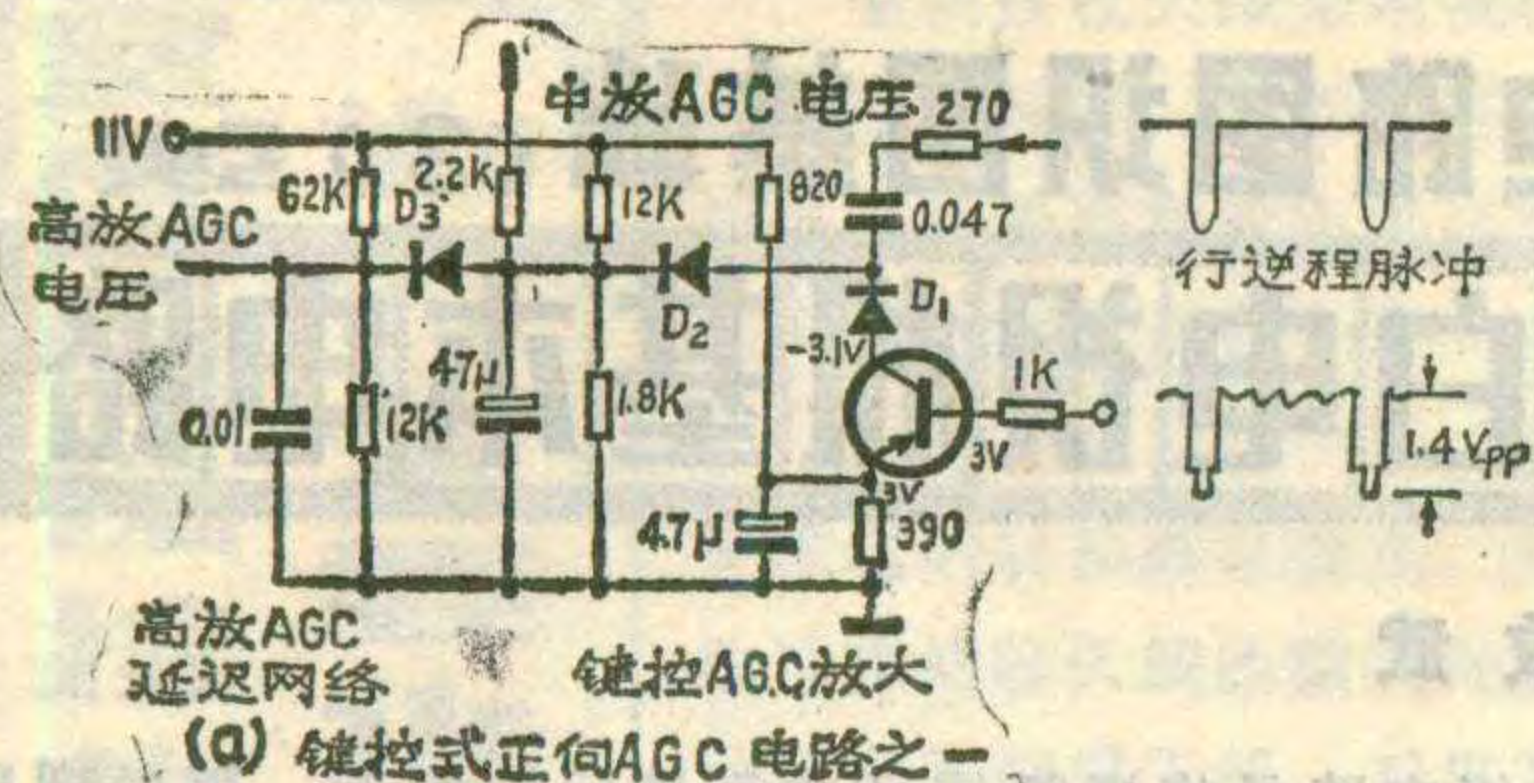 中放AGC 电压
270
11V
62K
D3
2.2K
12K
820
0.047
高放AGC
电压
行逆程脉冲
D2
D1
-3.1V
0.01
12K
47μ
1.8K
1K
3V
3V
1.4Vpp
4.7μ
390
高放AGC
延迟网络
键控AGC放大
(a) 键控式正向AGC 电路之一